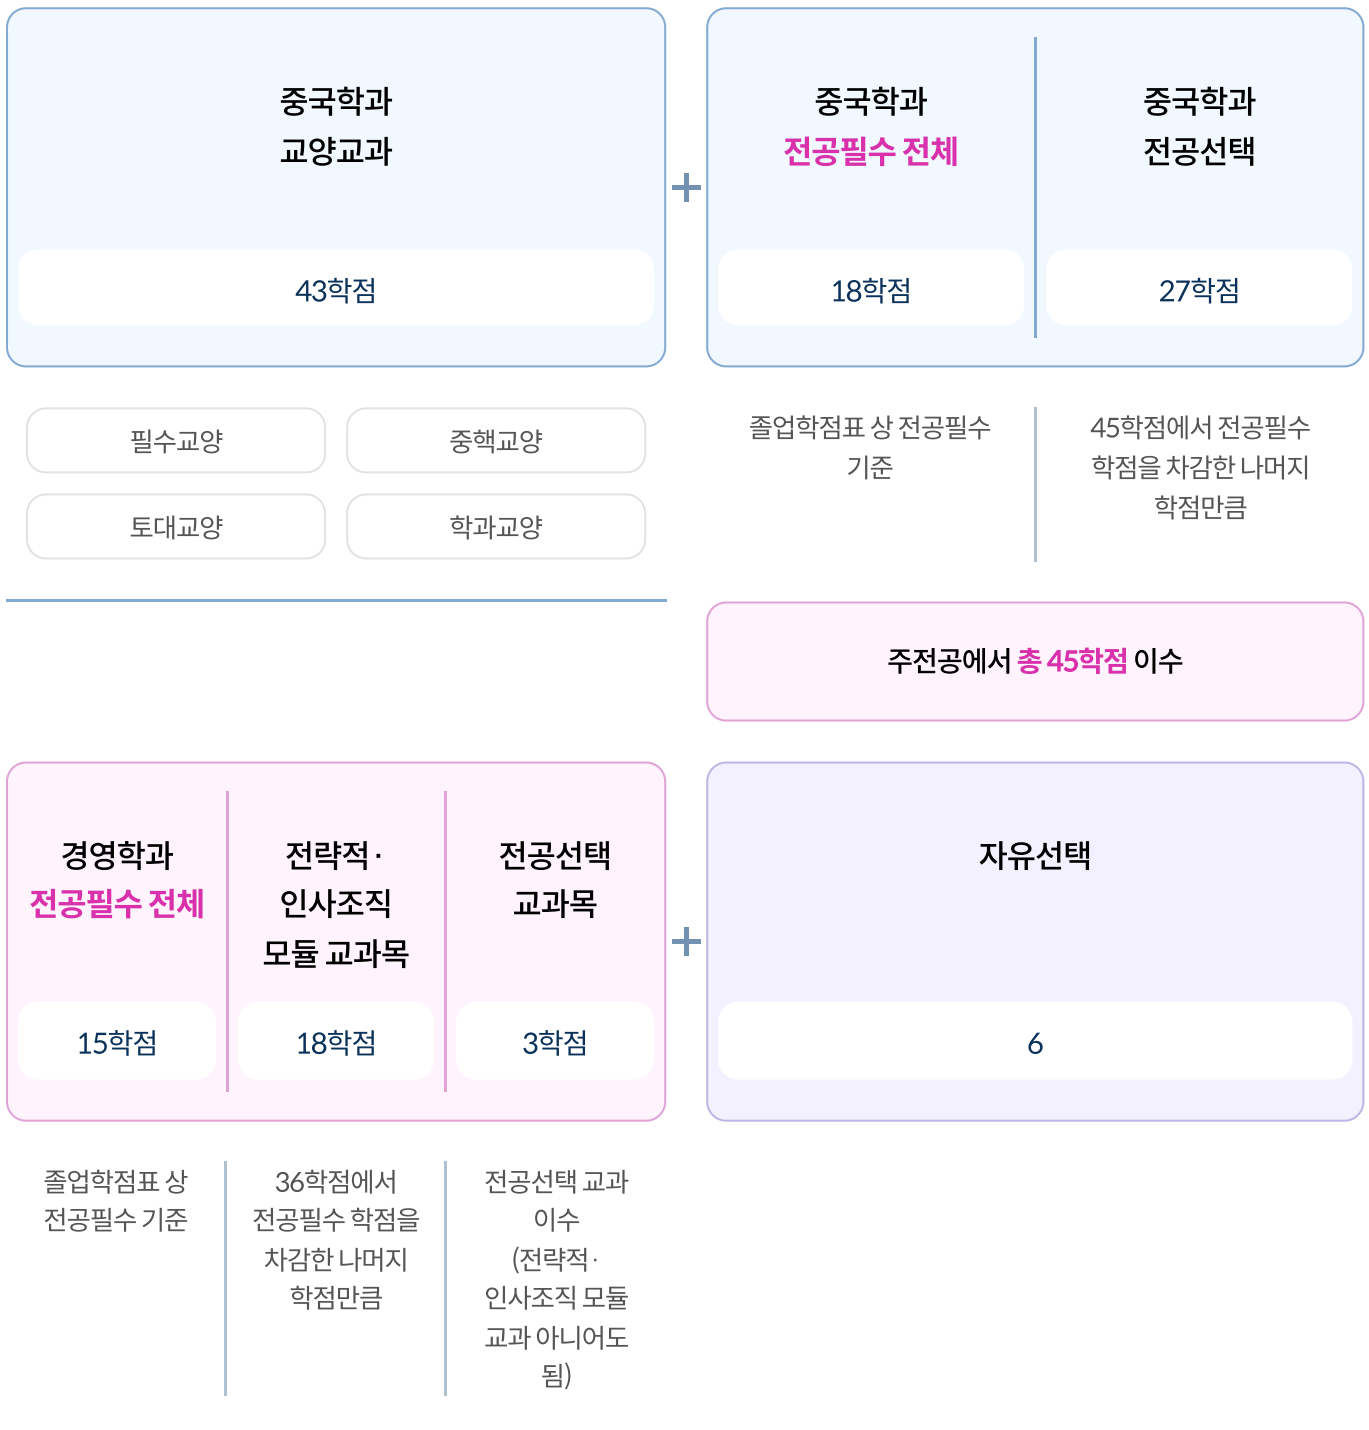 중국학과
교양교과
43학점
+
중국학과
전공필수 전체
18학점
중국학과
전공선택
27학점
필수교양
중핵교양
토대교양
학과교양
졸업학점표 상 전공필수
기준
45학점에서 전공필수
학점을 차감한 나머지
학점만큼
주전공에서 총 45학점 이수
경영학과
전공필수 전체
15학점
전략적·
인사조직
모듈 교과목
18학점
전공선택
교과목
3학점
+
자유선택
6
졸업학점표 상
전공필수 기준
36학점에서
전공필수 학점을
차감한 나머지
학점만큼
전공선택 교과
이수
(전략적·
인사조직 모듈
교과 아니어도
됨)